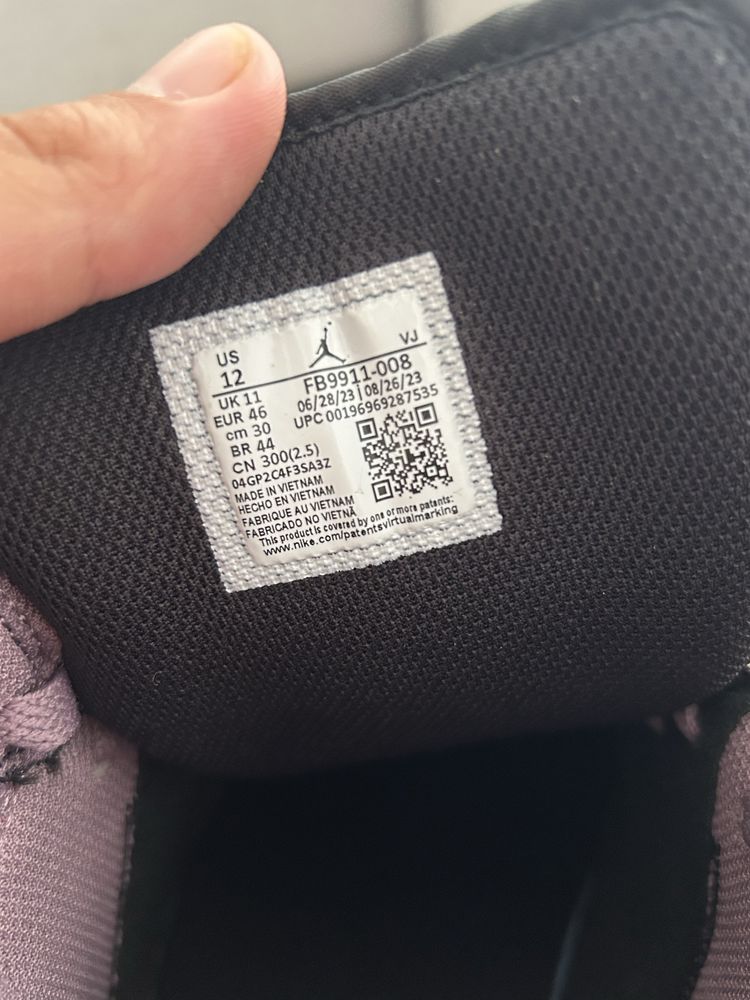 US
12
VJ
UK 11
EUR 46
cm 30
BR 44
CN 300(2.5)
FB9911-008
06/28/23 | 08/26/23
UPC 00196969287535
04GP2C4F3SA3Z
MADE IN VIETNAM
HECHO EN VIETNAM
FABRIQUE AU VIETNAM
FABRICADO NO VIETNÃ
This product is covered by one or more patents:
www.nike.com/patentsvirtualmarking